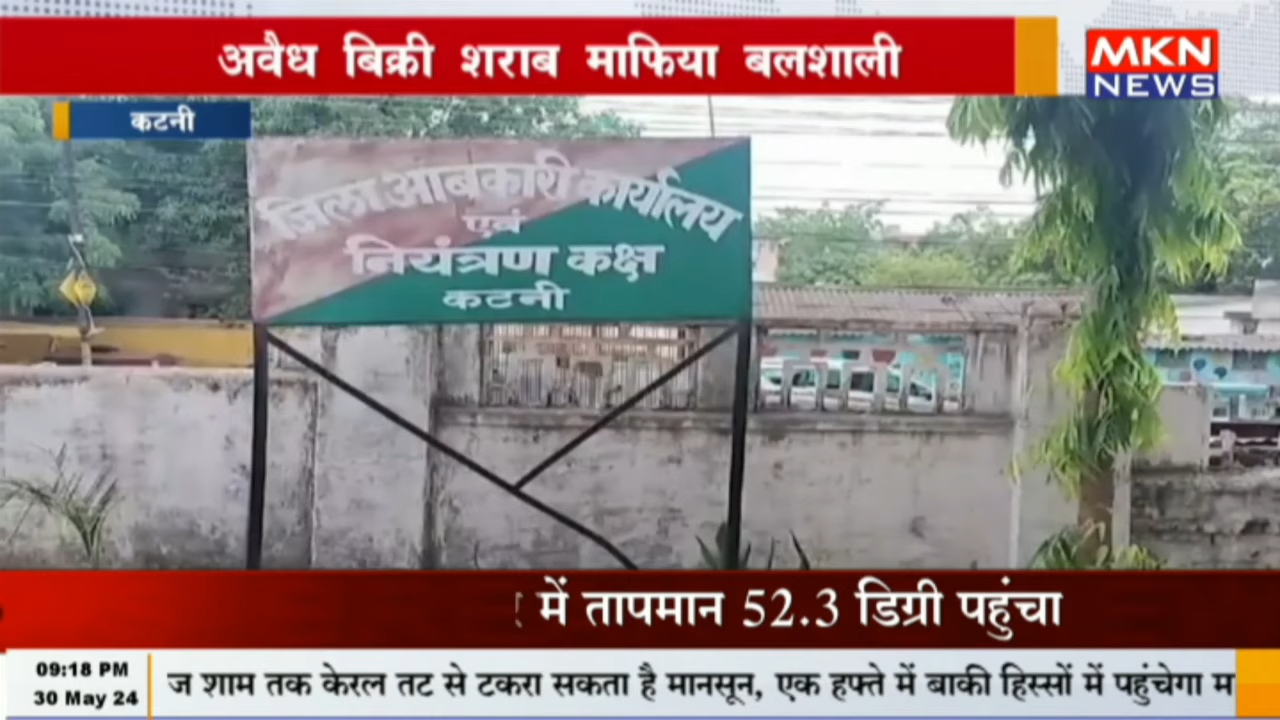 अवैध बिक्री शराब माफिया बलशाली
MKN
NEWS
कटनी
जिला आबकारी कार्यालय
एवं
नियंत्रण कक्ष
कटनी
में तापमान 52.3 डिग्री पहुंचा
09:18 PM
30 May 24
ज शाम तक केरल तट से टकरा सकता है मानसून, एक हफ्ते में बाकी हिस्सों में पहुंचेगा